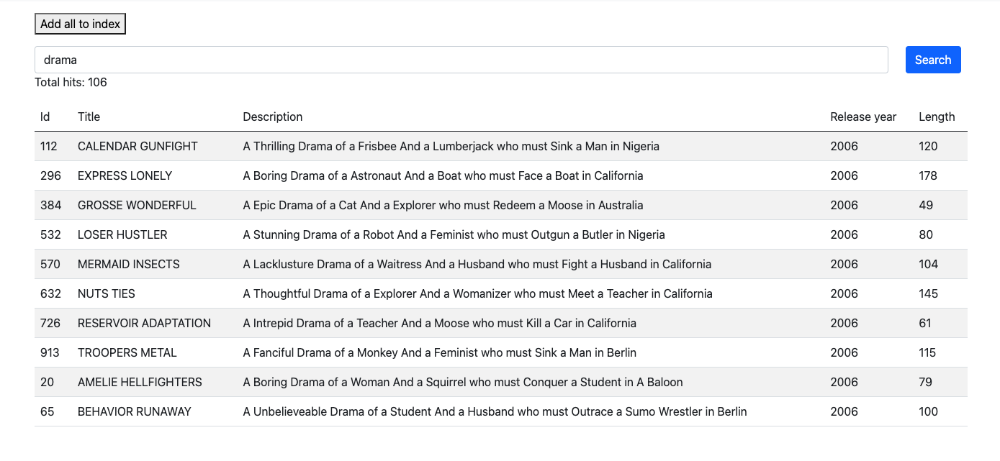 Add all to index
drama Search
Total hits: 106
Id Title Description Release year Length
112 CALENDAR GUNFIGHT A Thrilling Drama of a Frisbee And a Lumberjack who must Sink a Man in Nigeria 2006 120
296 EXPRESS LONELY A Boring Drama of a Astronaut And a Boat who must Face a Boat in California 2006 178
384 GROSSE WONDERFUL A Epic Drama of a Cat And a Explorer who must Redeem a Moose in Australia 2006 49
532 LOSER HUSTLER A Stunning Drama of a Robot And a Feminist who must Outgun a Butler in Nigeria 2006 80
570 MERMAID INSECTS A Lacklusture Drama of a Waitress And a Husband who must Fight a Husband in California 2006 104
632 NUTS TIES A Thoughtful Drama of a Explorer And a Womanizer who must Meet a Teacher in California 2006 145
726 RESERVOIR ADAPTATION A Intrepid Drama of a Teacher And a Moose who must Kill a Car in California 2006 61
913 TROOPERS METAL A Fanciful Drama of a Monkey And a Feminist who must Sink a Man in Berlin 2006 115
20 AMELIE HELLFIGHTERS A Boring Drama of a Woman And a Squirrel who must Conquer a Student in A Baloon 2006 79
65 BEHAVIOR RUNAWAY A Unbelieveable Drama of a Student And a Husband who must Outrace a Sumo Wrestler in Berlin 2006 100